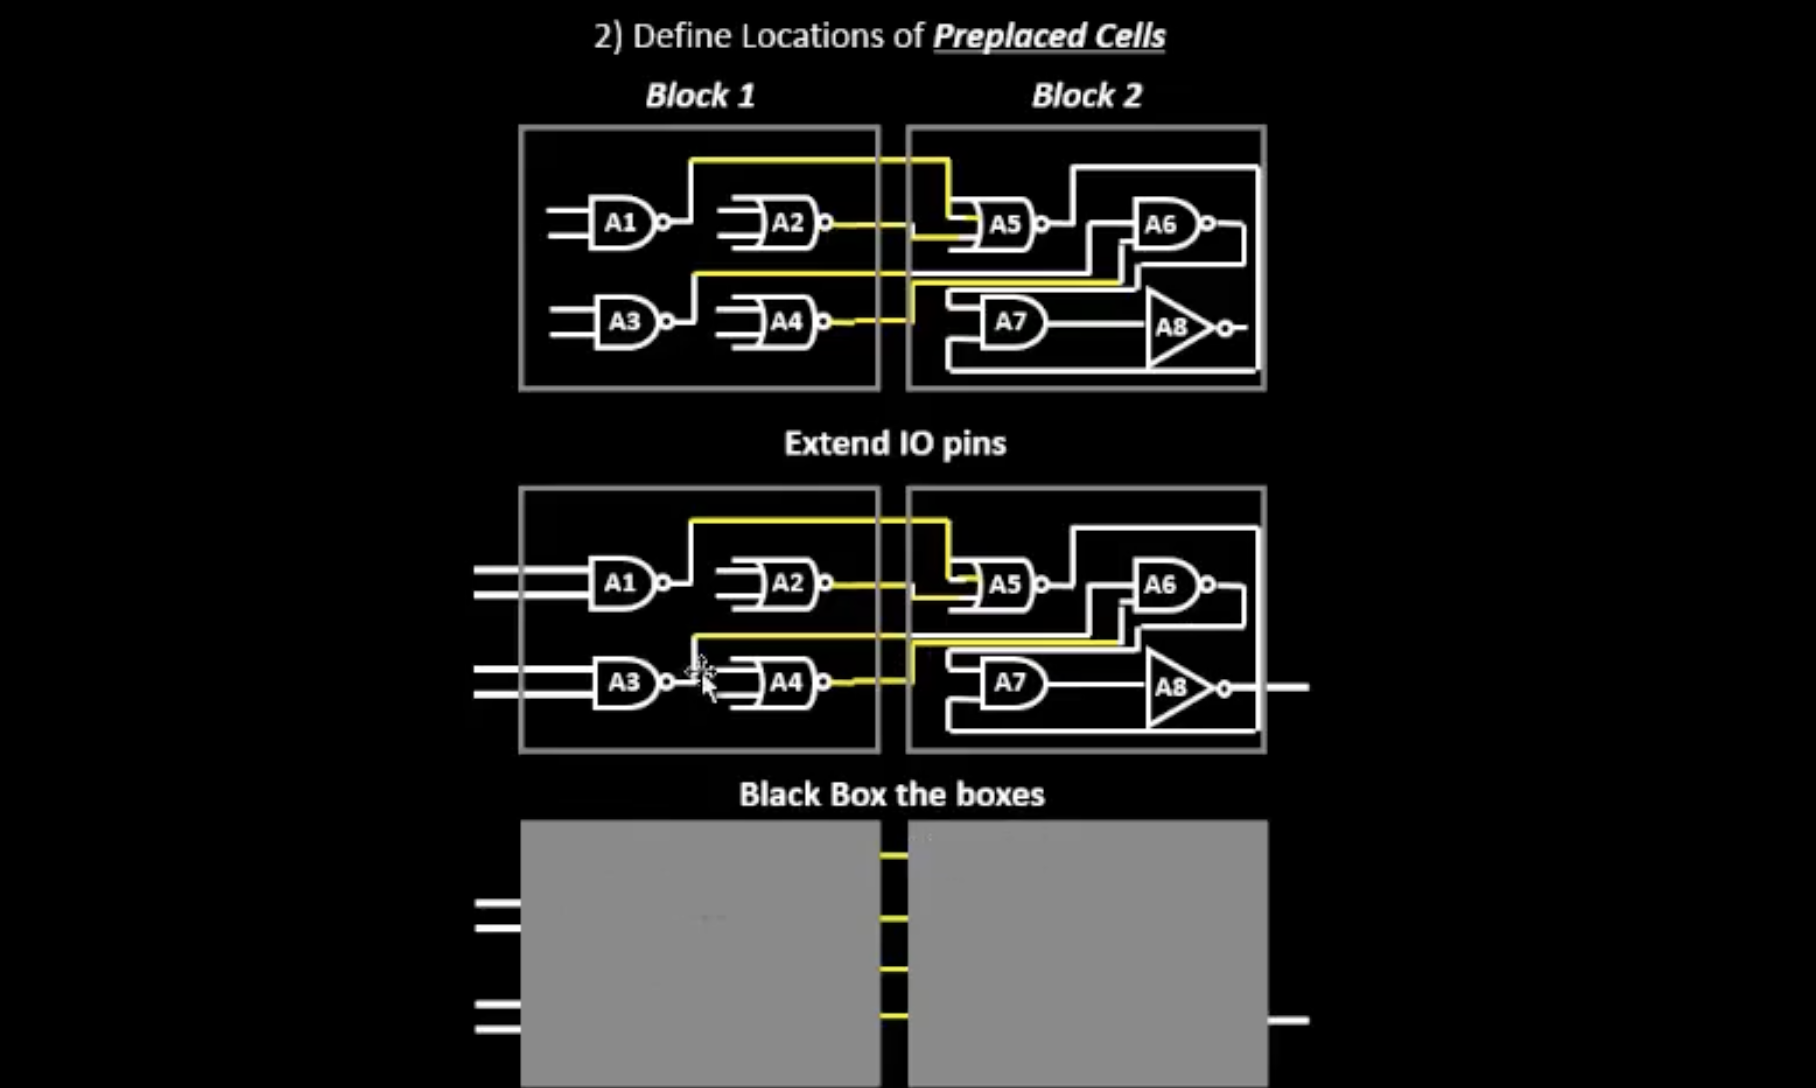 2) Define Locations of Preplaced Cells
Block 1
Block 2
A1
A2
A5
A6
A3
A4
A7
A8
Extend IO pins
A1
A2
A5
A6
A3
A4
A7
A8
Black Box the boxes